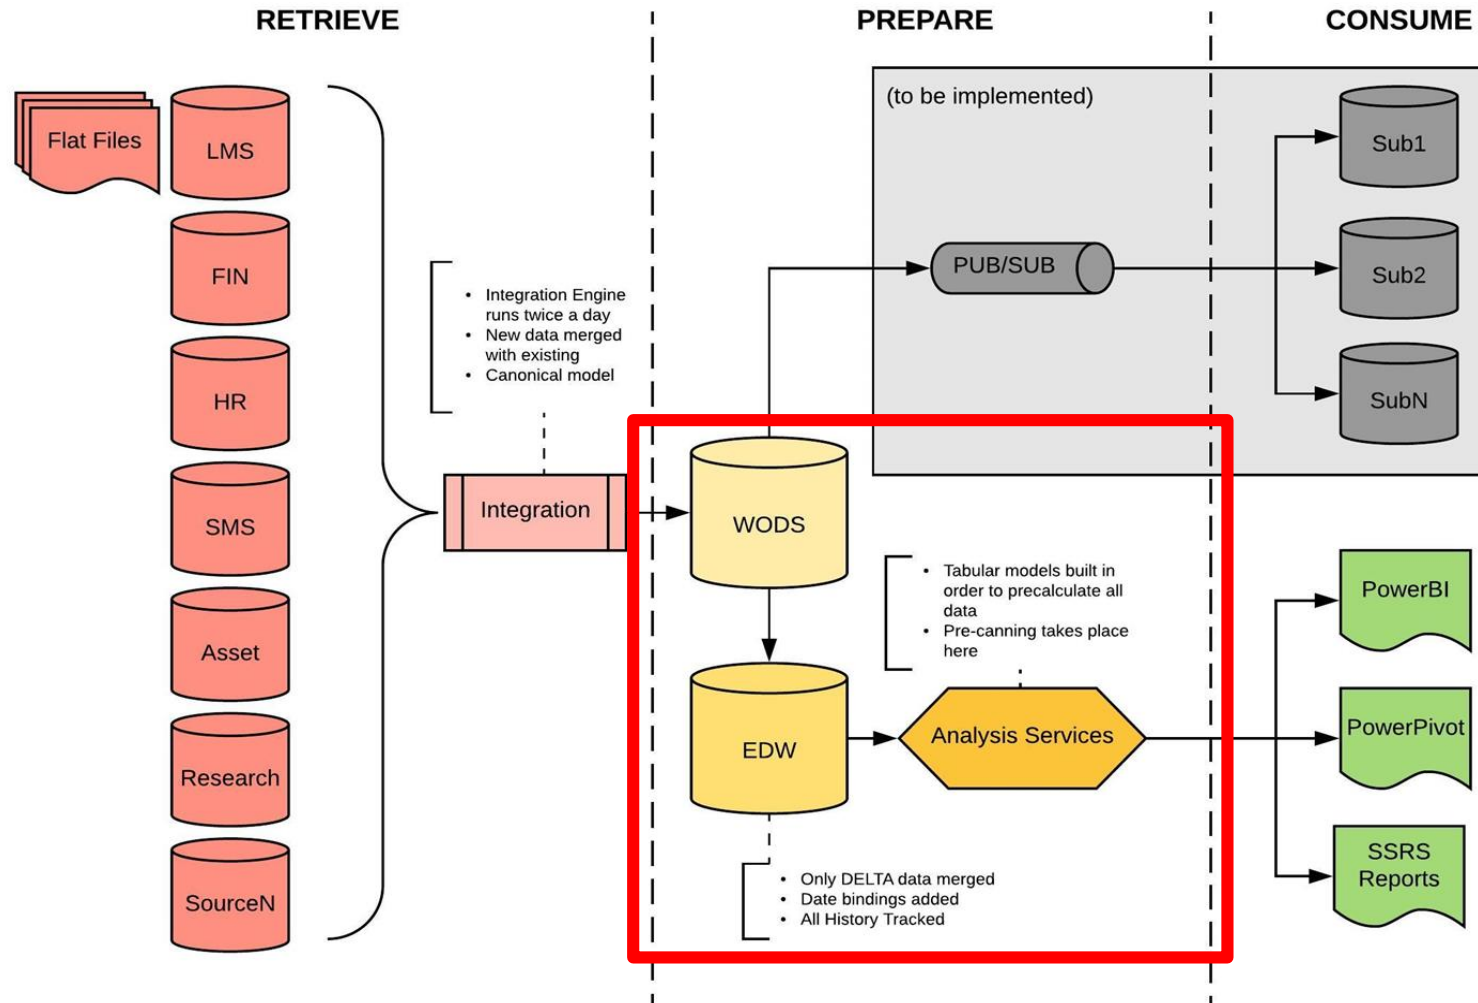 RETRIEVE
PREPARE
CONSUME
Flat Files
LMS
FIN
HR
SMS
Asset
Research
SourceN
• Integration Engine
runs twice a day
• New data merged
with existing
• Canonical model
Integration
(to be implemented)
PUB/SUB
Sub1
Sub2
SubN
WODS
• Tabular models built in
order to precalculate all
data
• Pre-canning takes place
here
EDW
Analysis Services
• Only DELTA data merged
• Date bindings added
• All History Tracked
PowerBI
PowerPivot
SSRS
Reports